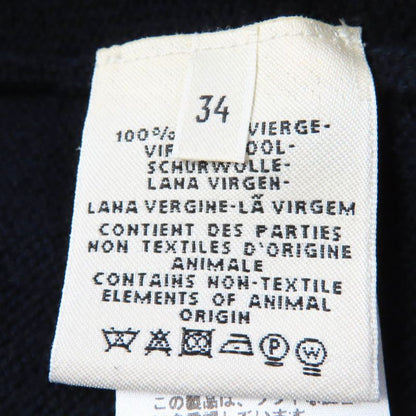 34
100% VIERGE-
SCHURWOLLE-
LANA VIRGEN-
LANA VERGINE-LÃ VIRGEM
CONTIENT DES PARTIES
NON TEXTILES D'ORIGINE
ANIMALE
CONTAINS NON-TEXTILE
ELEMENTS OF ANIMAL
ORIGIN
P W
この製品は、